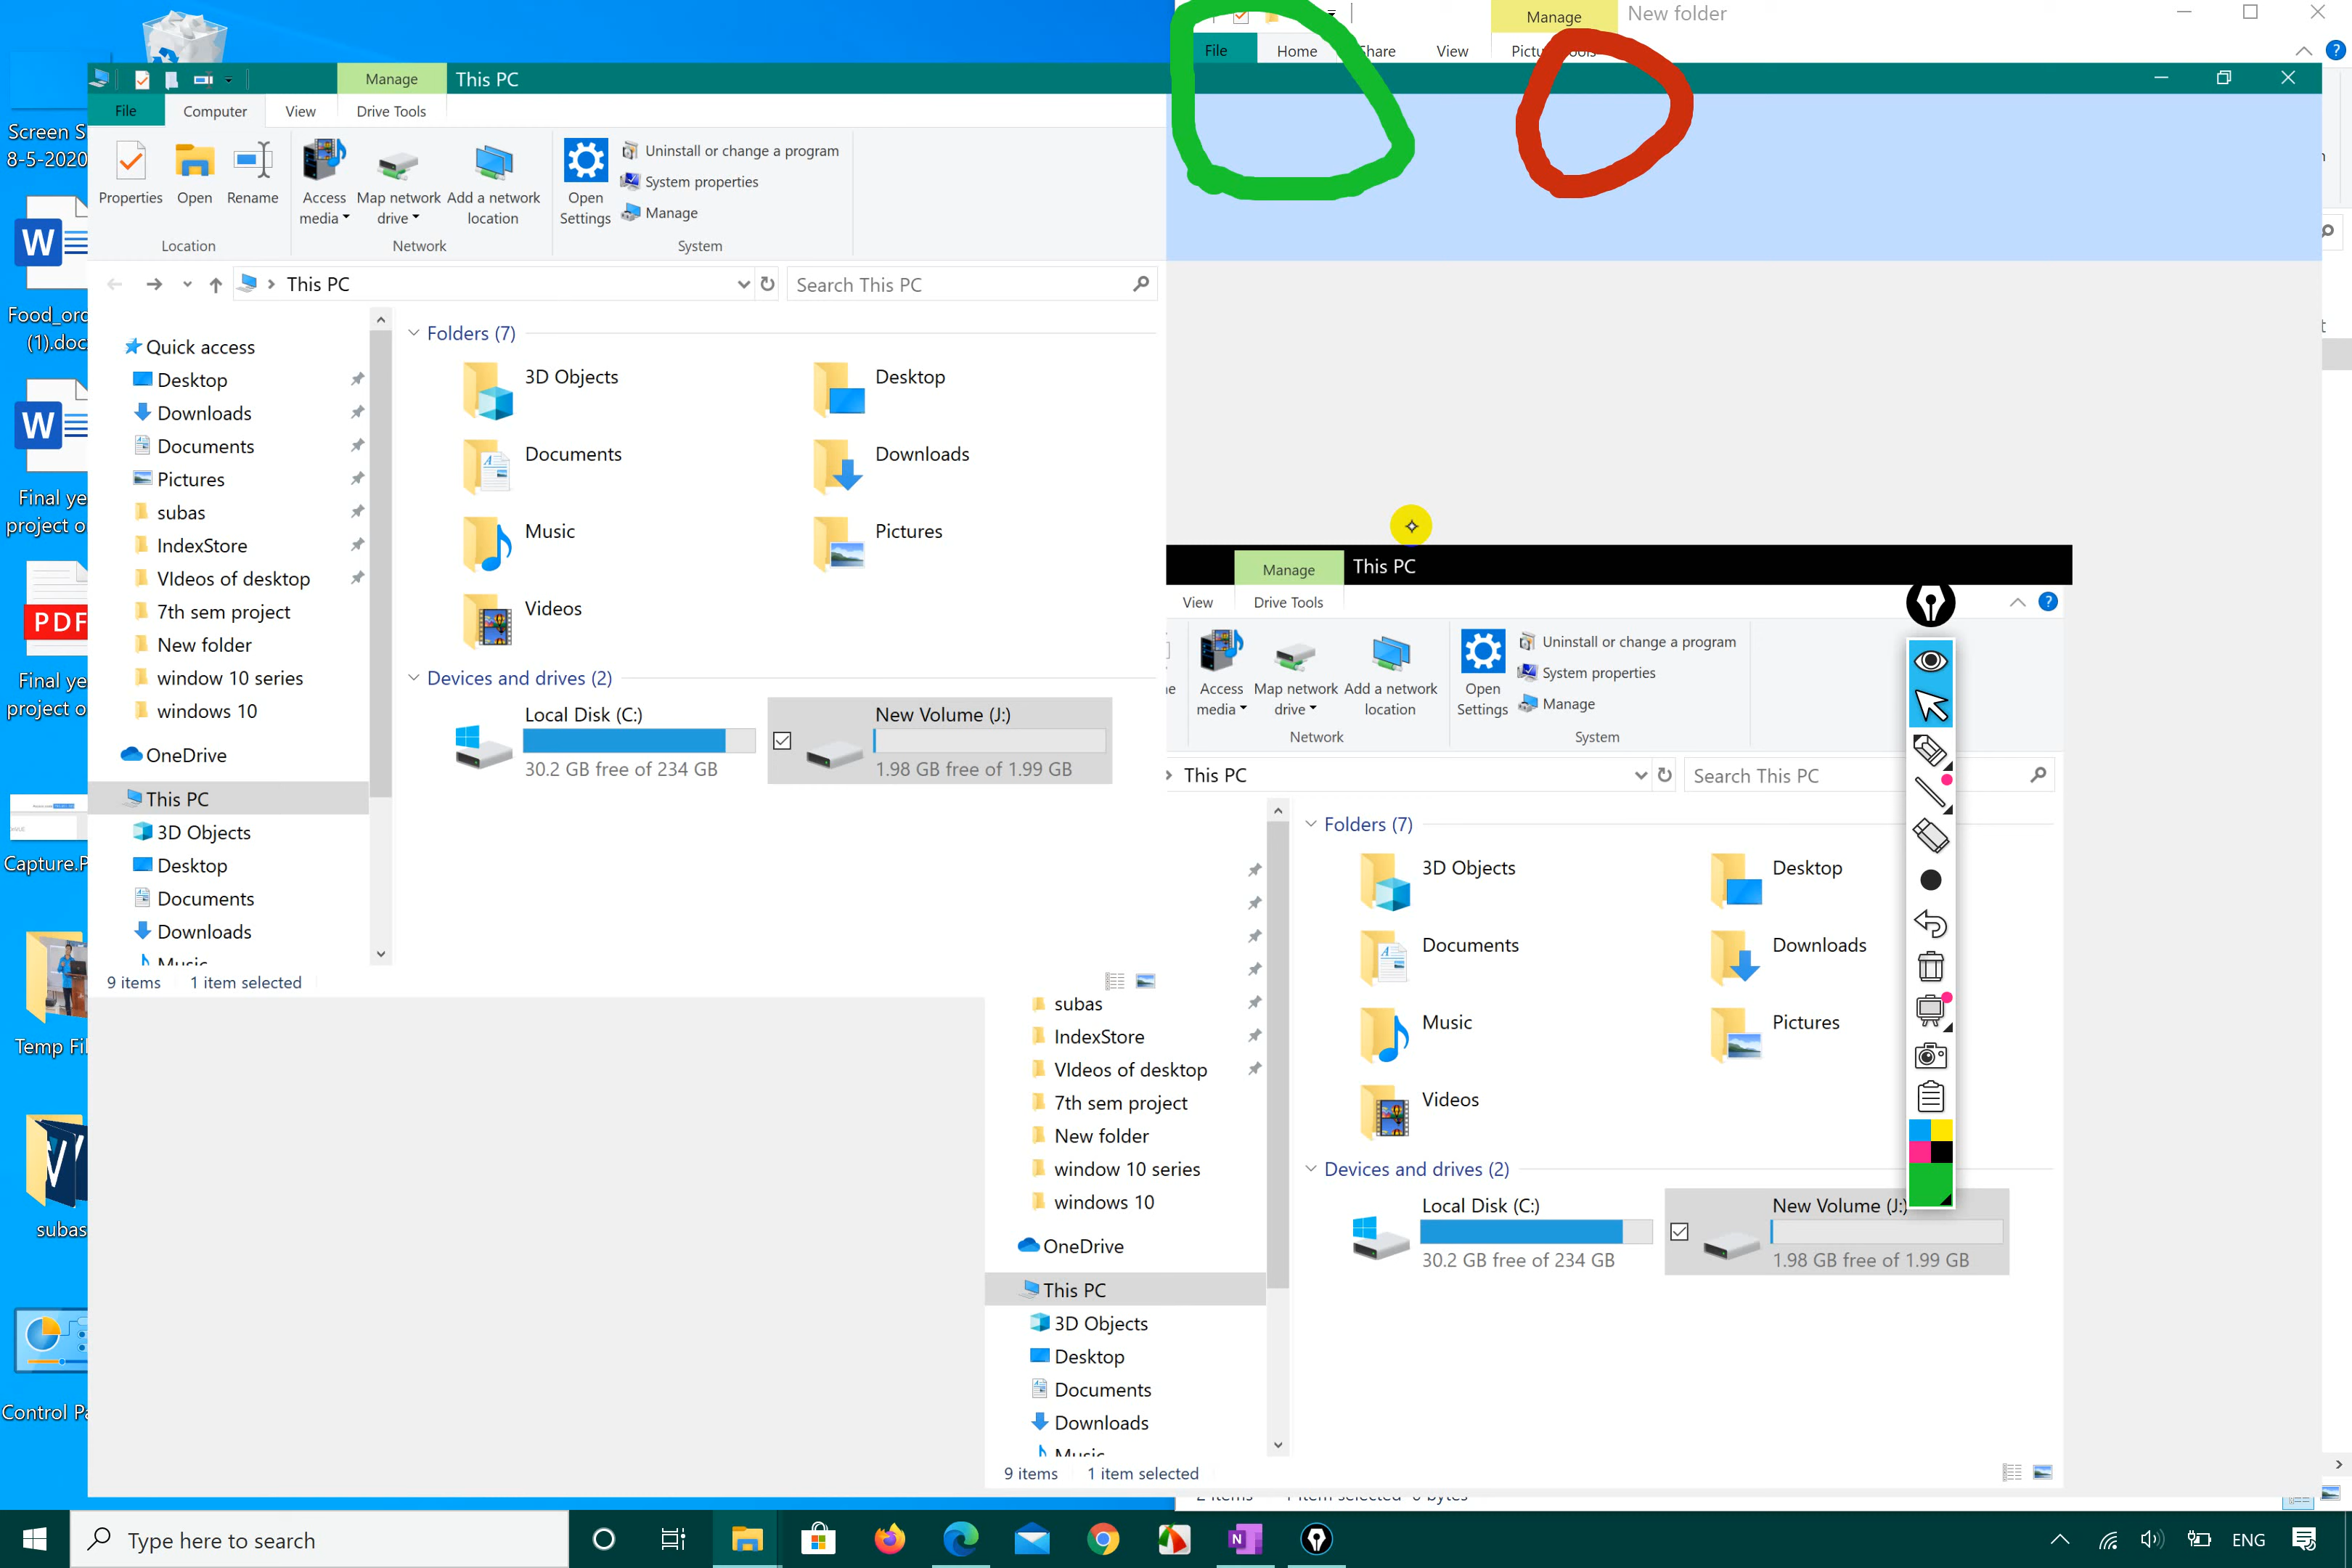 Manage
New folder
File
Home
Share
View
Picture Tools
Manage
This PC
File
Computer
View
Drive Tools
Screen S
8-5-2020
Properties
Open
Rename
Access
media
Map network
drive
Add a network
location
Open
Settings
Uninstall or change a program
System properties
Manage
Location
Network
System
This PC
Search This PC
Food_ord
(1).doc
Quick access
Desktop
Downloads
Documents
Pictures
subas
IndexStore
VIdeos of desktop
7th sem project
New folder
window 10 series
windows 10
OneDrive
This PC
3D Objects
Desktop
Documents
Downloads
Music
9 items
1 item selected
Folders (7)
3D Objects
Desktop
Documents
Downloads
Music
Pictures
Videos
Devices and drives (2)
Local Disk (C:)
30.2 GB free of 234 GB
New Volume (J:)
1.98 GB free of 1.99 GB
Final ye
project o
PDF
Final ye
project o
Capture.P
Temp Fil
subas
Control Pa
Manage
This PC
View
Drive Tools
Access
media
Map network
drive
Add a network
location
Open
Settings
Uninstall or change a program
System properties
Manage
Network
System
This PC
Search This PC
subas
IndexStore
VIdeos of desktop
7th sem project
New folder
window 10 series
windows 10
OneDrive
This PC
3D Objects
Desktop
Documents
Downloads
Music
9 items
1 item selected
Folders (7)
3D Objects
Desktop
Documents
Downloads
Music
Pictures
Videos
Devices and drives (2)
Local Disk (C:)
30.2 GB free of 234 GB
New Volume (J:)
1.98 GB free of 1.99 GB
Type here to search
ENG